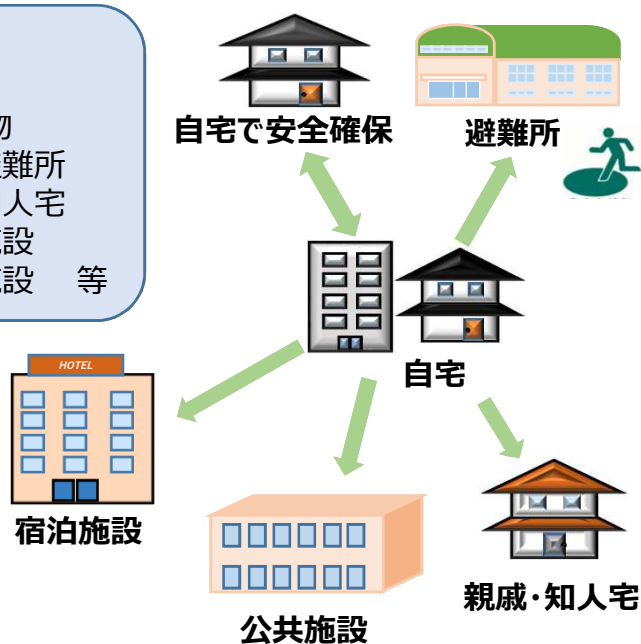 物
難所
人宅
設
設 等
自宅で安全確保
避難所
自宅
HOTEL
宿泊施設
公共施設
親戚・知人宅